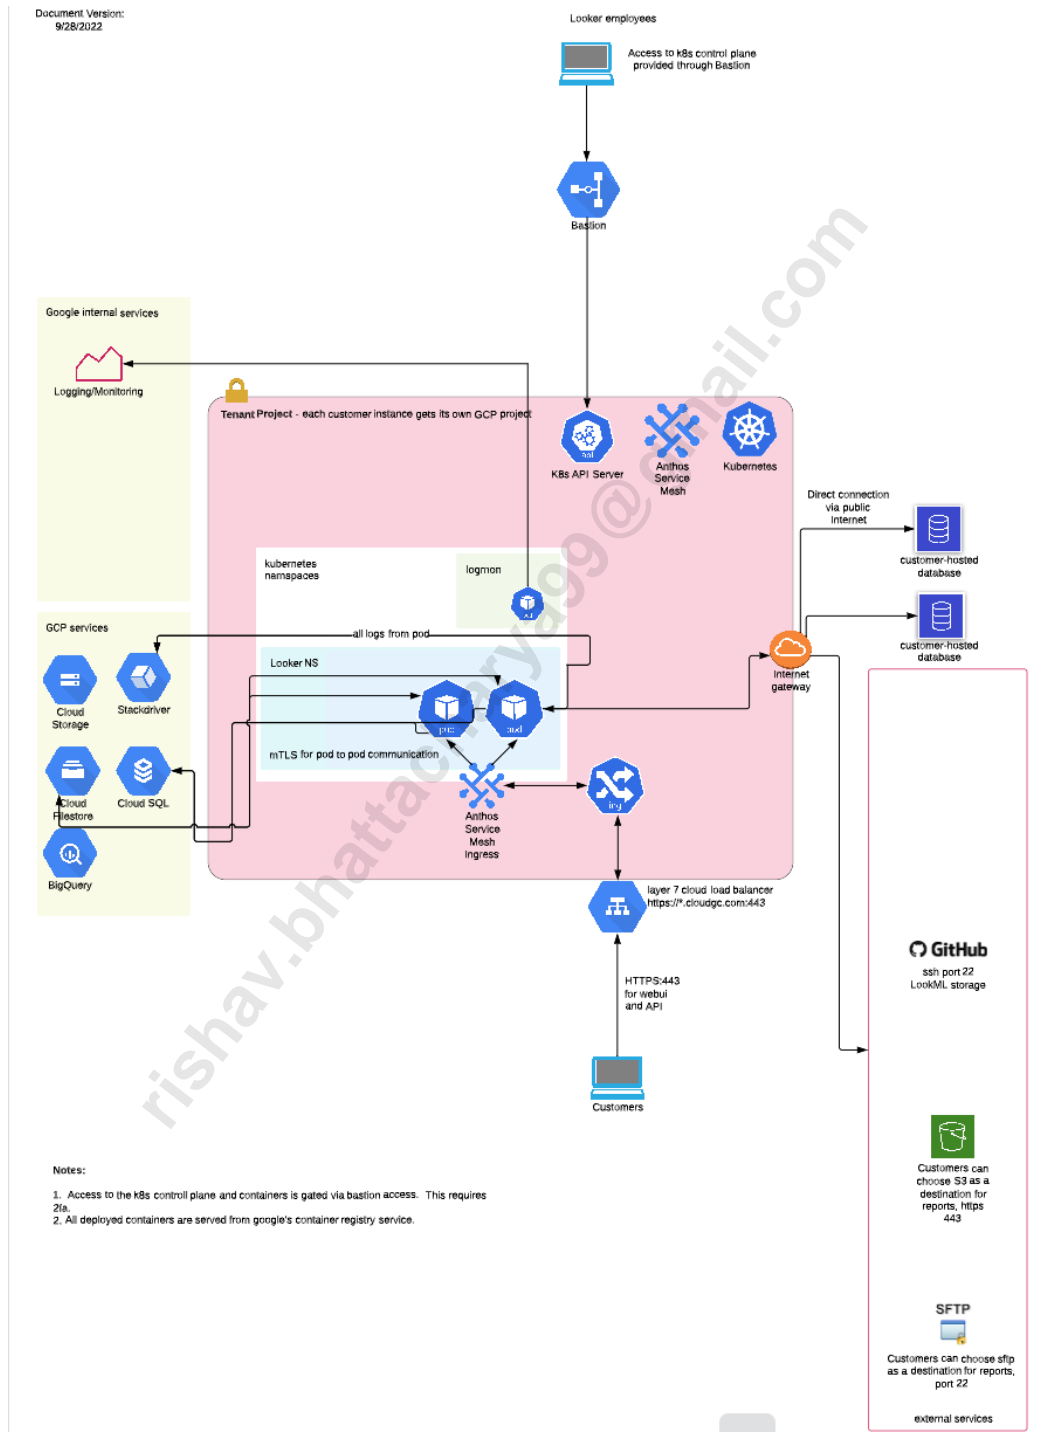 Document Version:
9/28/2022
Looker employees
Access to k8s control plane
provided through Bastion
Bastion
Google internal services
Logging/Monitoring
Tenant Project - each customer instance gets its own GCP project
K8s API Server
Anthos
Service
Mesh
Kubernetes
Direct connection
via public
Internet
customer-hosted
database
customer-hosted
database
kubernetes
namspaces
logmon
GCP services
all logs from pod
Looker NS
Cloud
Storage
Stackdriver
Internet
gateway
mTLS for pod to pod communication
Cloud
Filestore
Cloud SQL
ing
Anthos
Service
Mesh
Ingress
BigQuery
layer 7 cloud load balancer
https://*.cloudgc.com:443
HTTPS:443
for webui
and API
Customers
GitHub
ssh port 22
LookML storage
Customers can
choose S3 as a
destination for
reports, https
443
SFTP
Customers can choose sftp
as a destination for reports,
port 22
external services
Notes:
1. Access to the k8s controll plane and containers is gated via bastion access. This requires
2fa.
2. All deployed containers are served from google's container registry service.
rishav.bhattacharya99@gmail.com